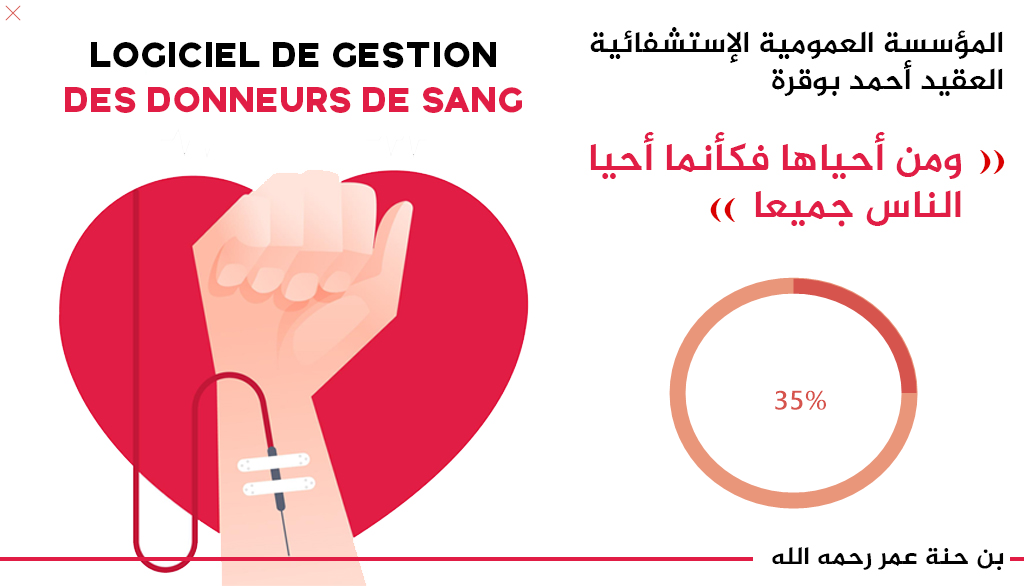 LOGICIEL DE GESTION
DES DONNEURS DE SANG
المؤسسة العمومية الإستشفائية
العقيد أحمد بوقرة
(( ومن أحياها فكأنما أحيا
الناس جميعا ))
35%
بن حنة عمر رحمه الله